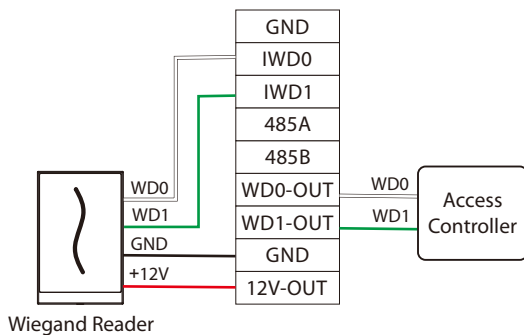 GND
IWD0
IWD1
485A
485B
WD0-OUT
WD1-OUT
GND
12V-OUT
WD0
WD1
GND
+12V
Wiegand Reader
WD0
WD1
Access
Controller